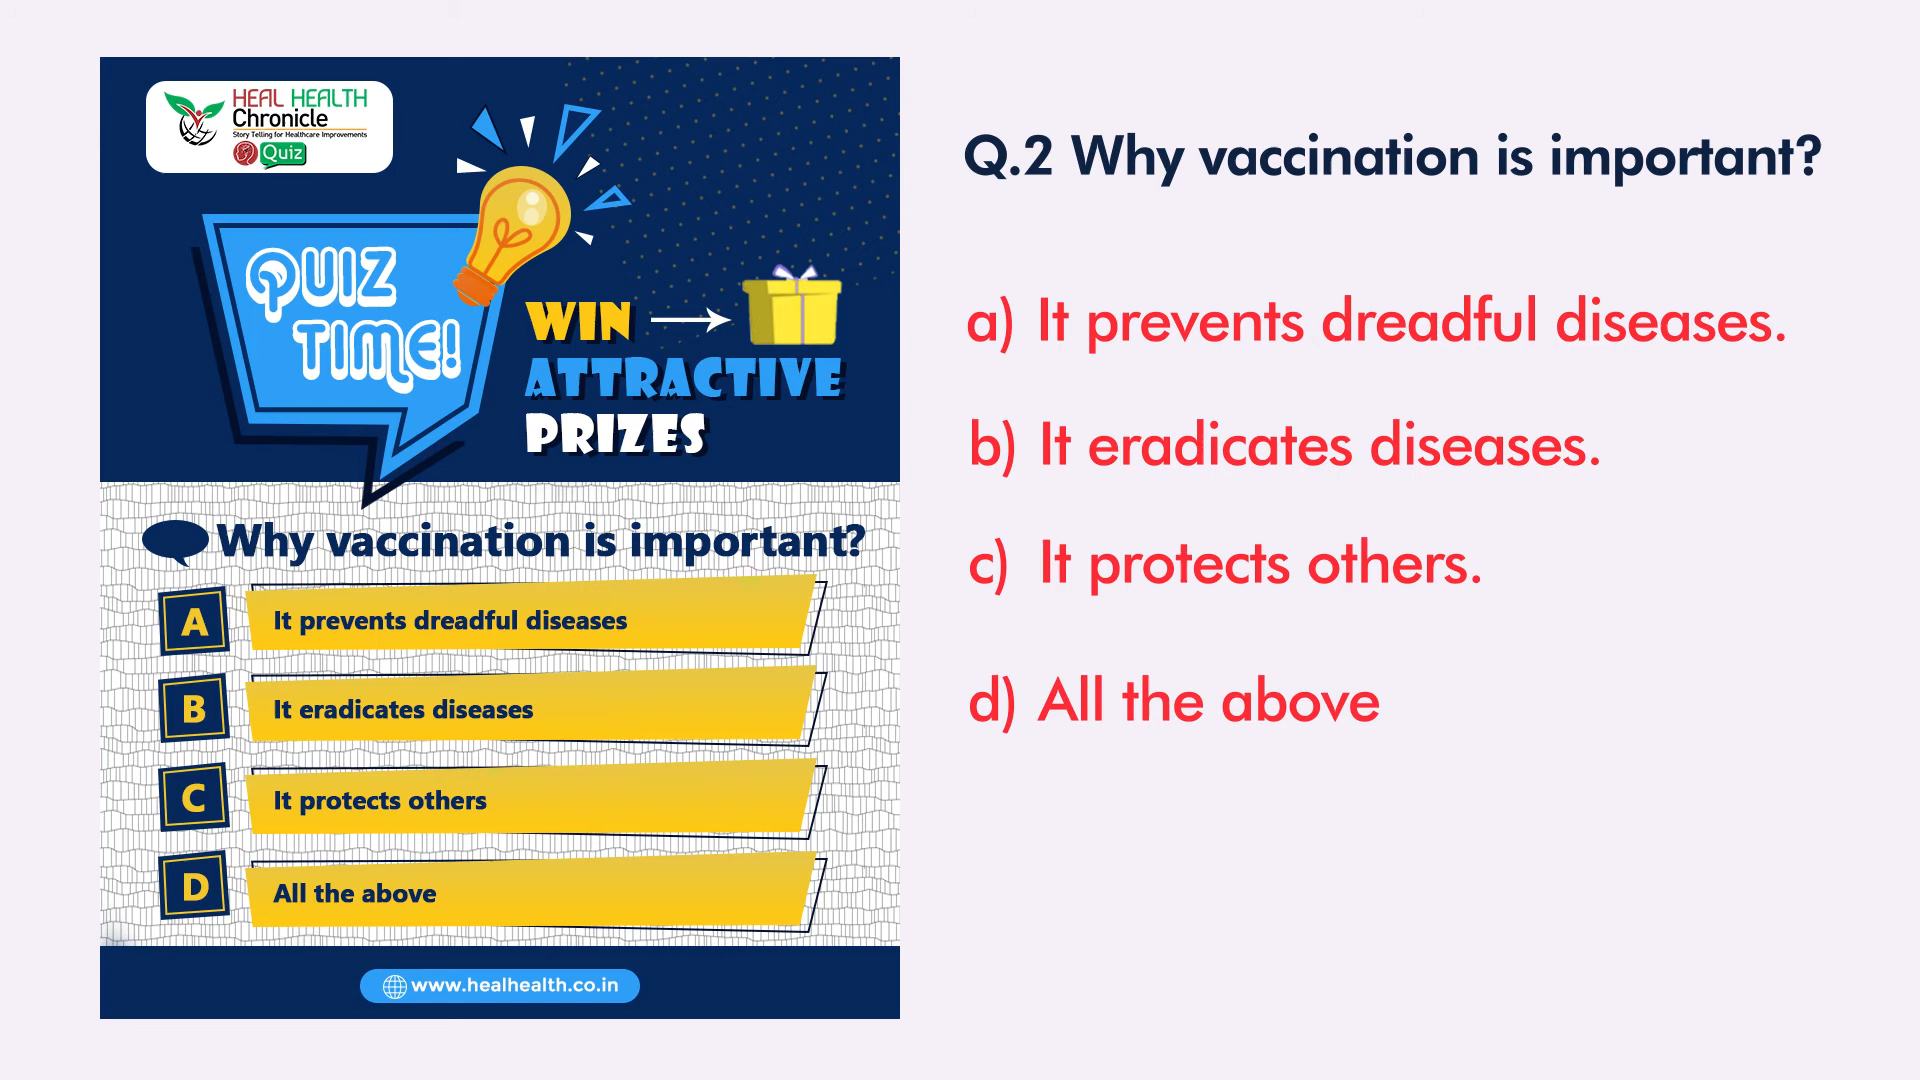 HEAL HEALTH
Chronicle
Story Telling for Healthcare Improvements
Quiz
QUIZ
TIME!
WIN
ATTRACTIVE
PRIZES
Why vaccination is important?
A It prevents dreadful diseases
B It eradicates diseases
C It protects others
D All the above
www.healhealth.co.in
Q.2 Why vaccination is important?
a) It prevents dreadful diseases.
b) It eradicates diseases.
c) It protects others.
d) All the above